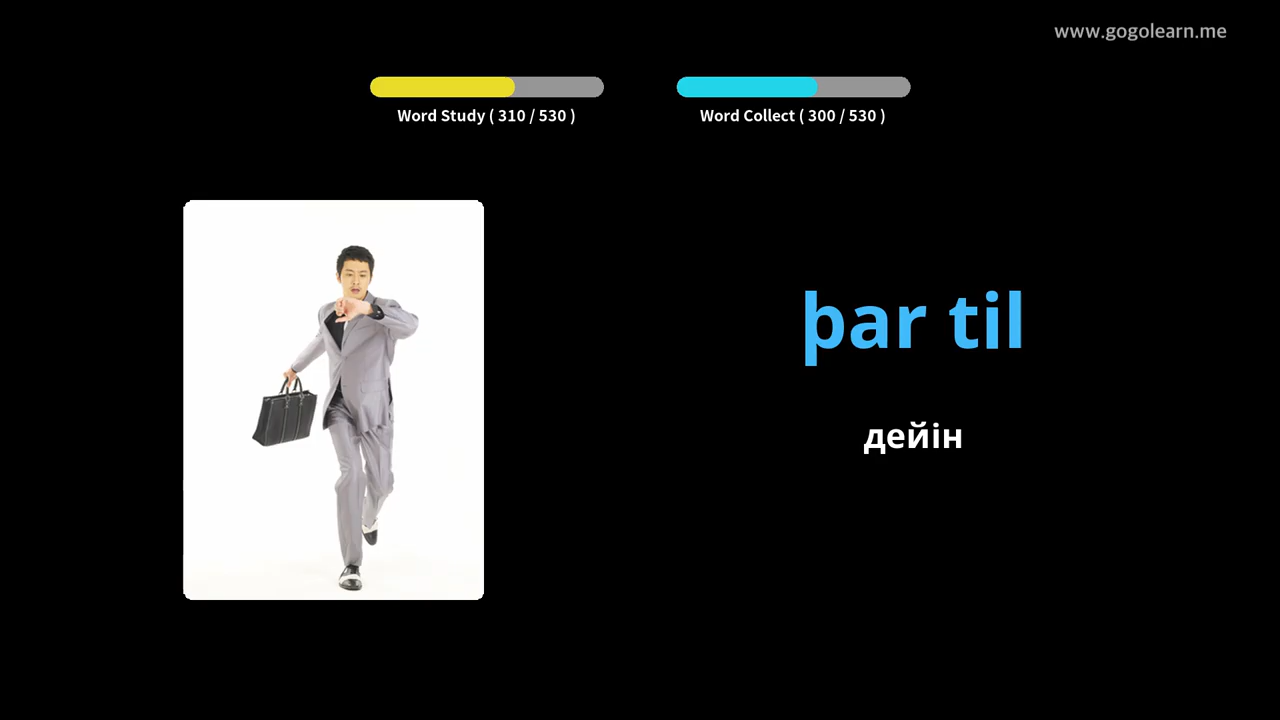 www.gogolearn.me
Word Study ( 310 / 530 )
Word Collect ( 300 / 530 )
þar til
дейін